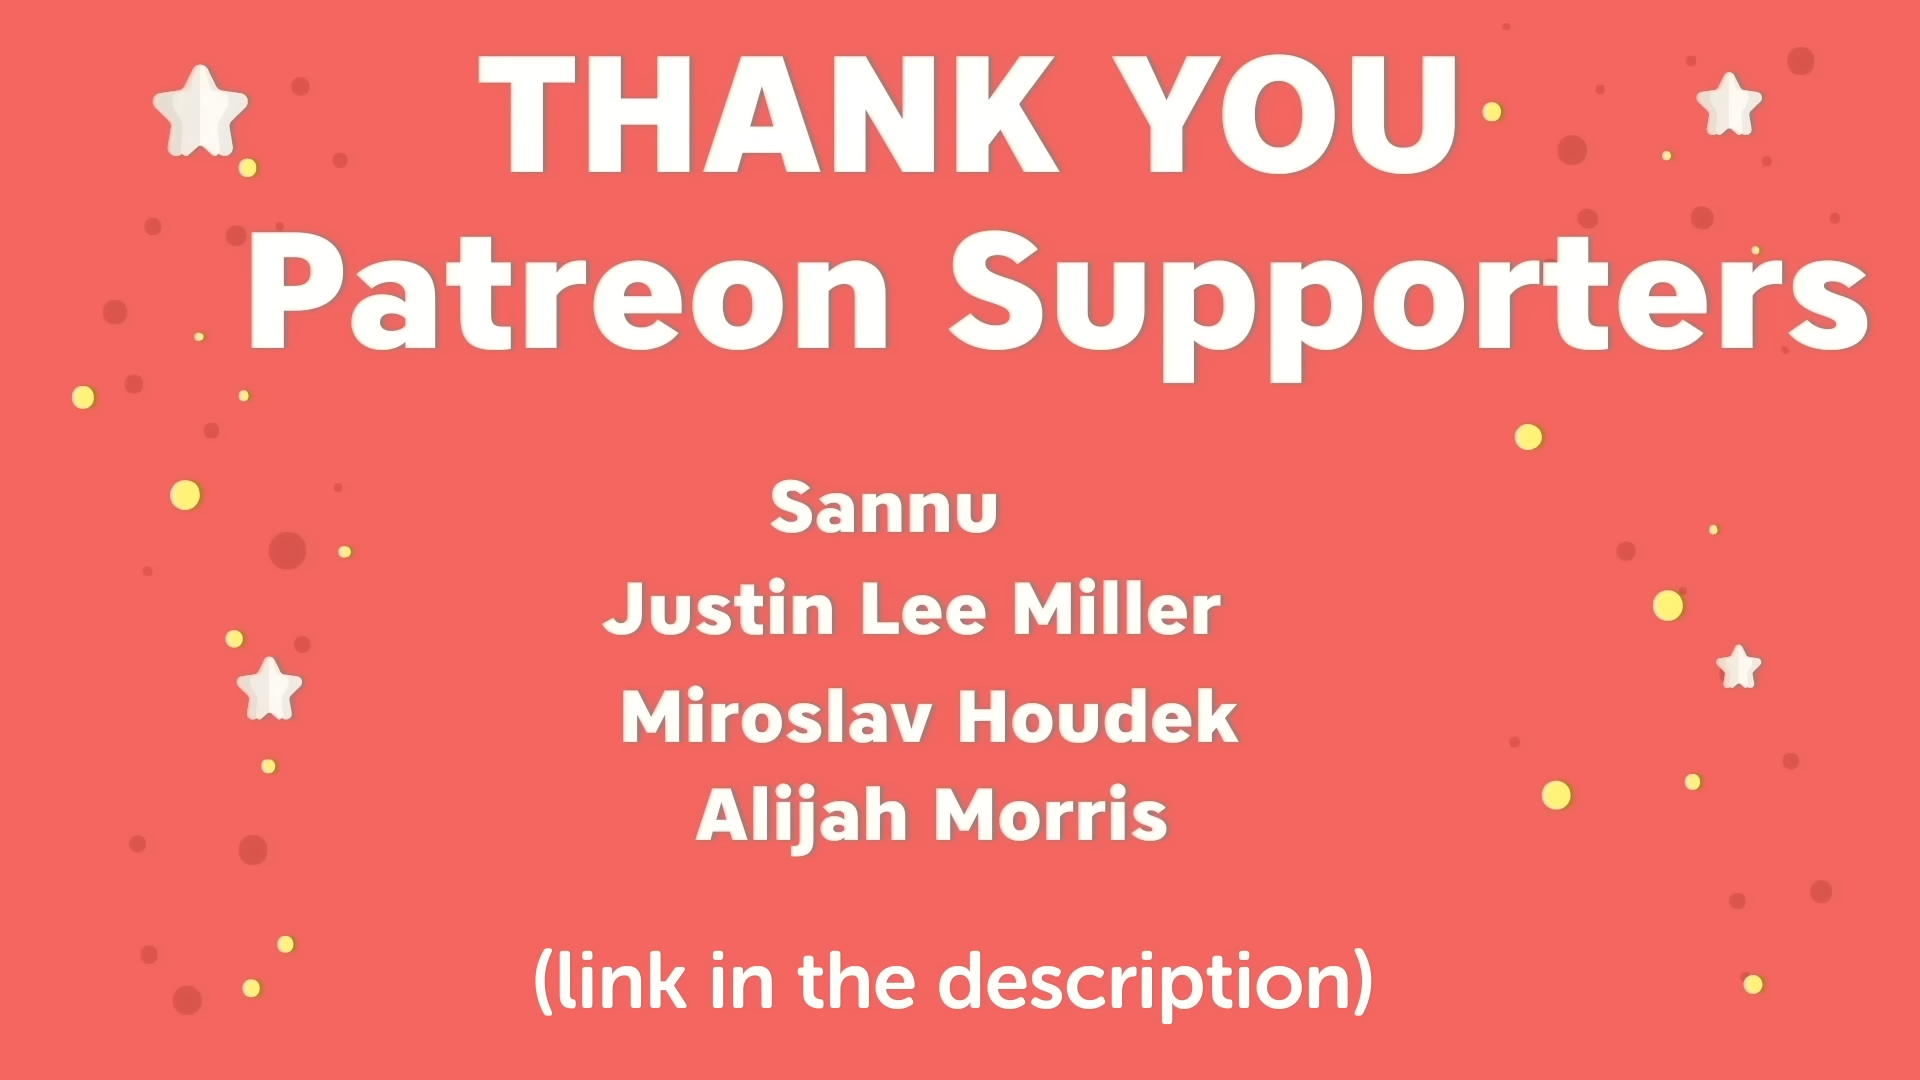 THANK YOU
Patreon Supporters
Sannu
Justin Lee Miller
Miroslav Houdek
Alijah Morris
(link in the description)